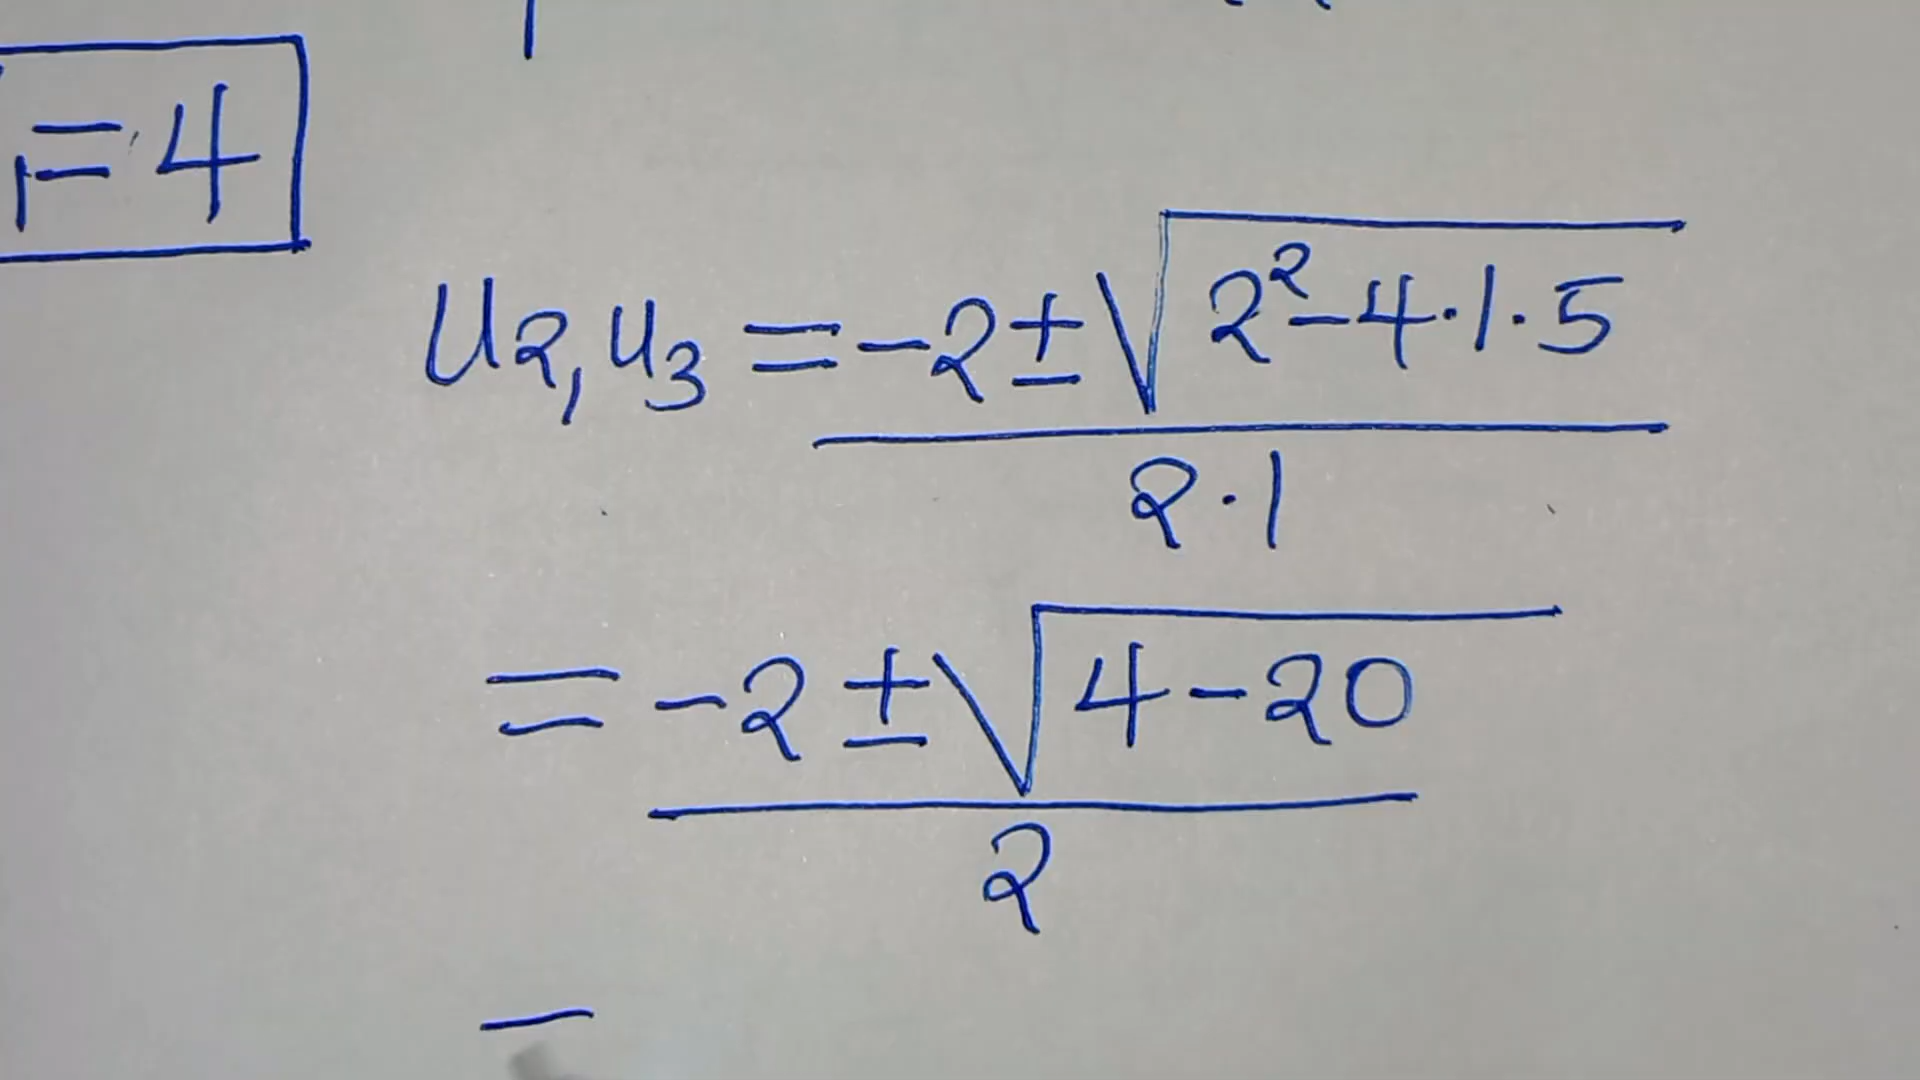 = 4
u₂, u₃ = -2 ± √(2² - 4·1·5)
2·1
= -2 ± √(4 - 20)
2